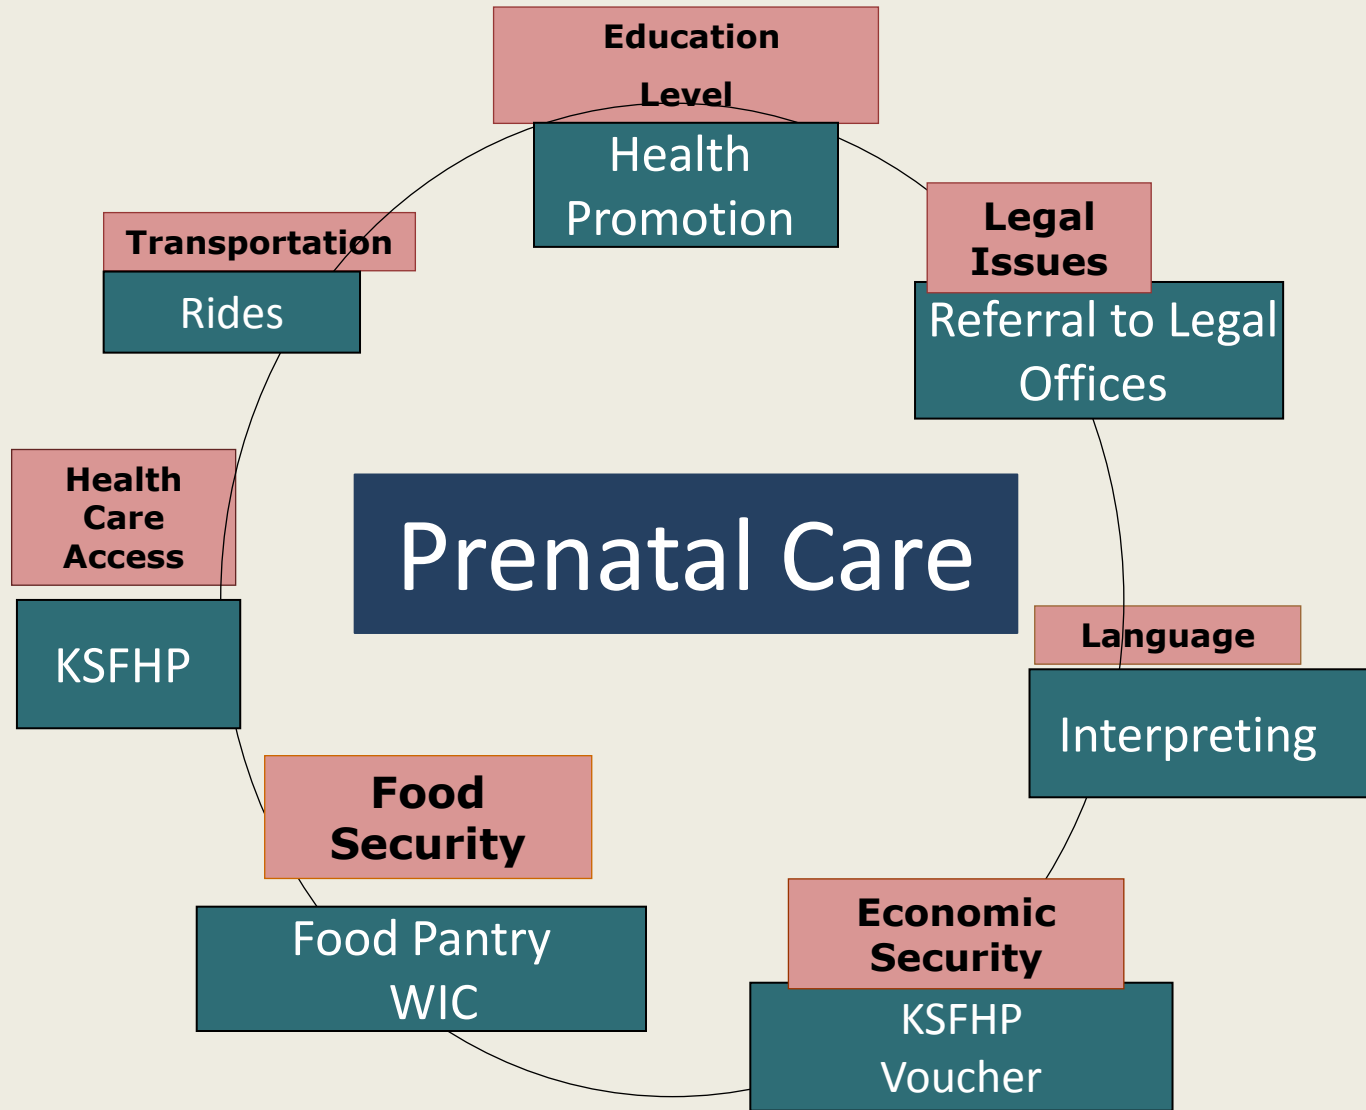 Education
Level
Health
Promotion
Legal
Issues
Referral to Legal
Offices
Transportation
Rides
Health
Care
Access
KSFHP
Prenatal Care
Language
Interpreting
Food
Security
Food Pantry
WIC
Economic
Security
KSFHP
Voucher